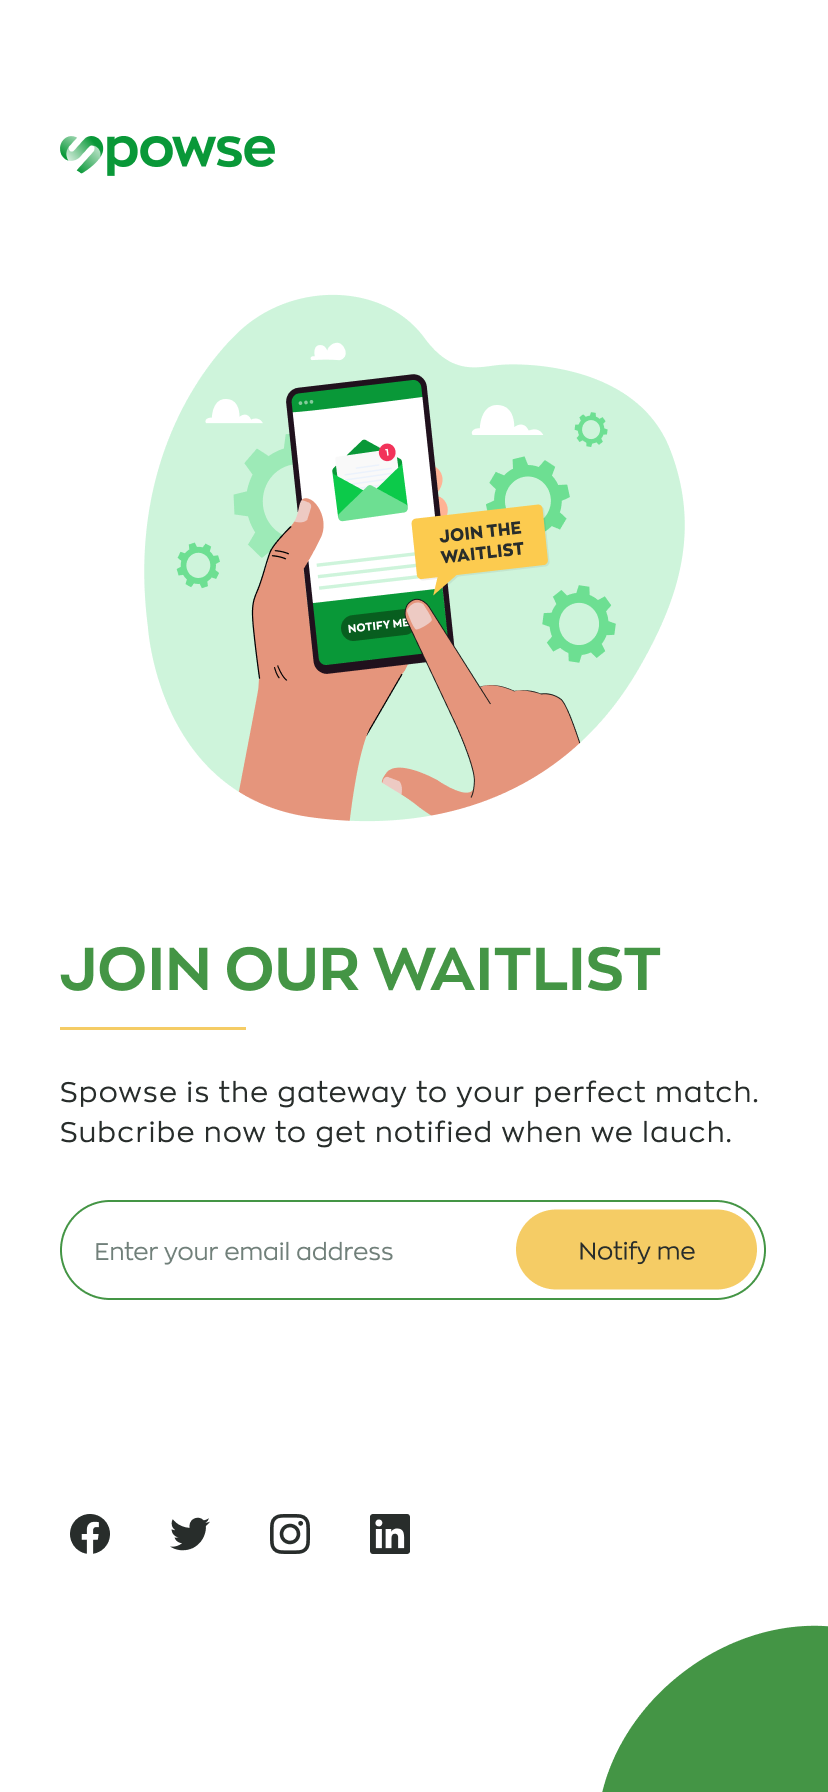 Spowse
1
JOIN THE
WAITLIST
NOTIFY ME
JOIN OUR WAITLIST
Spowse is the gateway to your perfect match.
Subcribe now to get notified when we lauch.
Enter your email address
Notify me